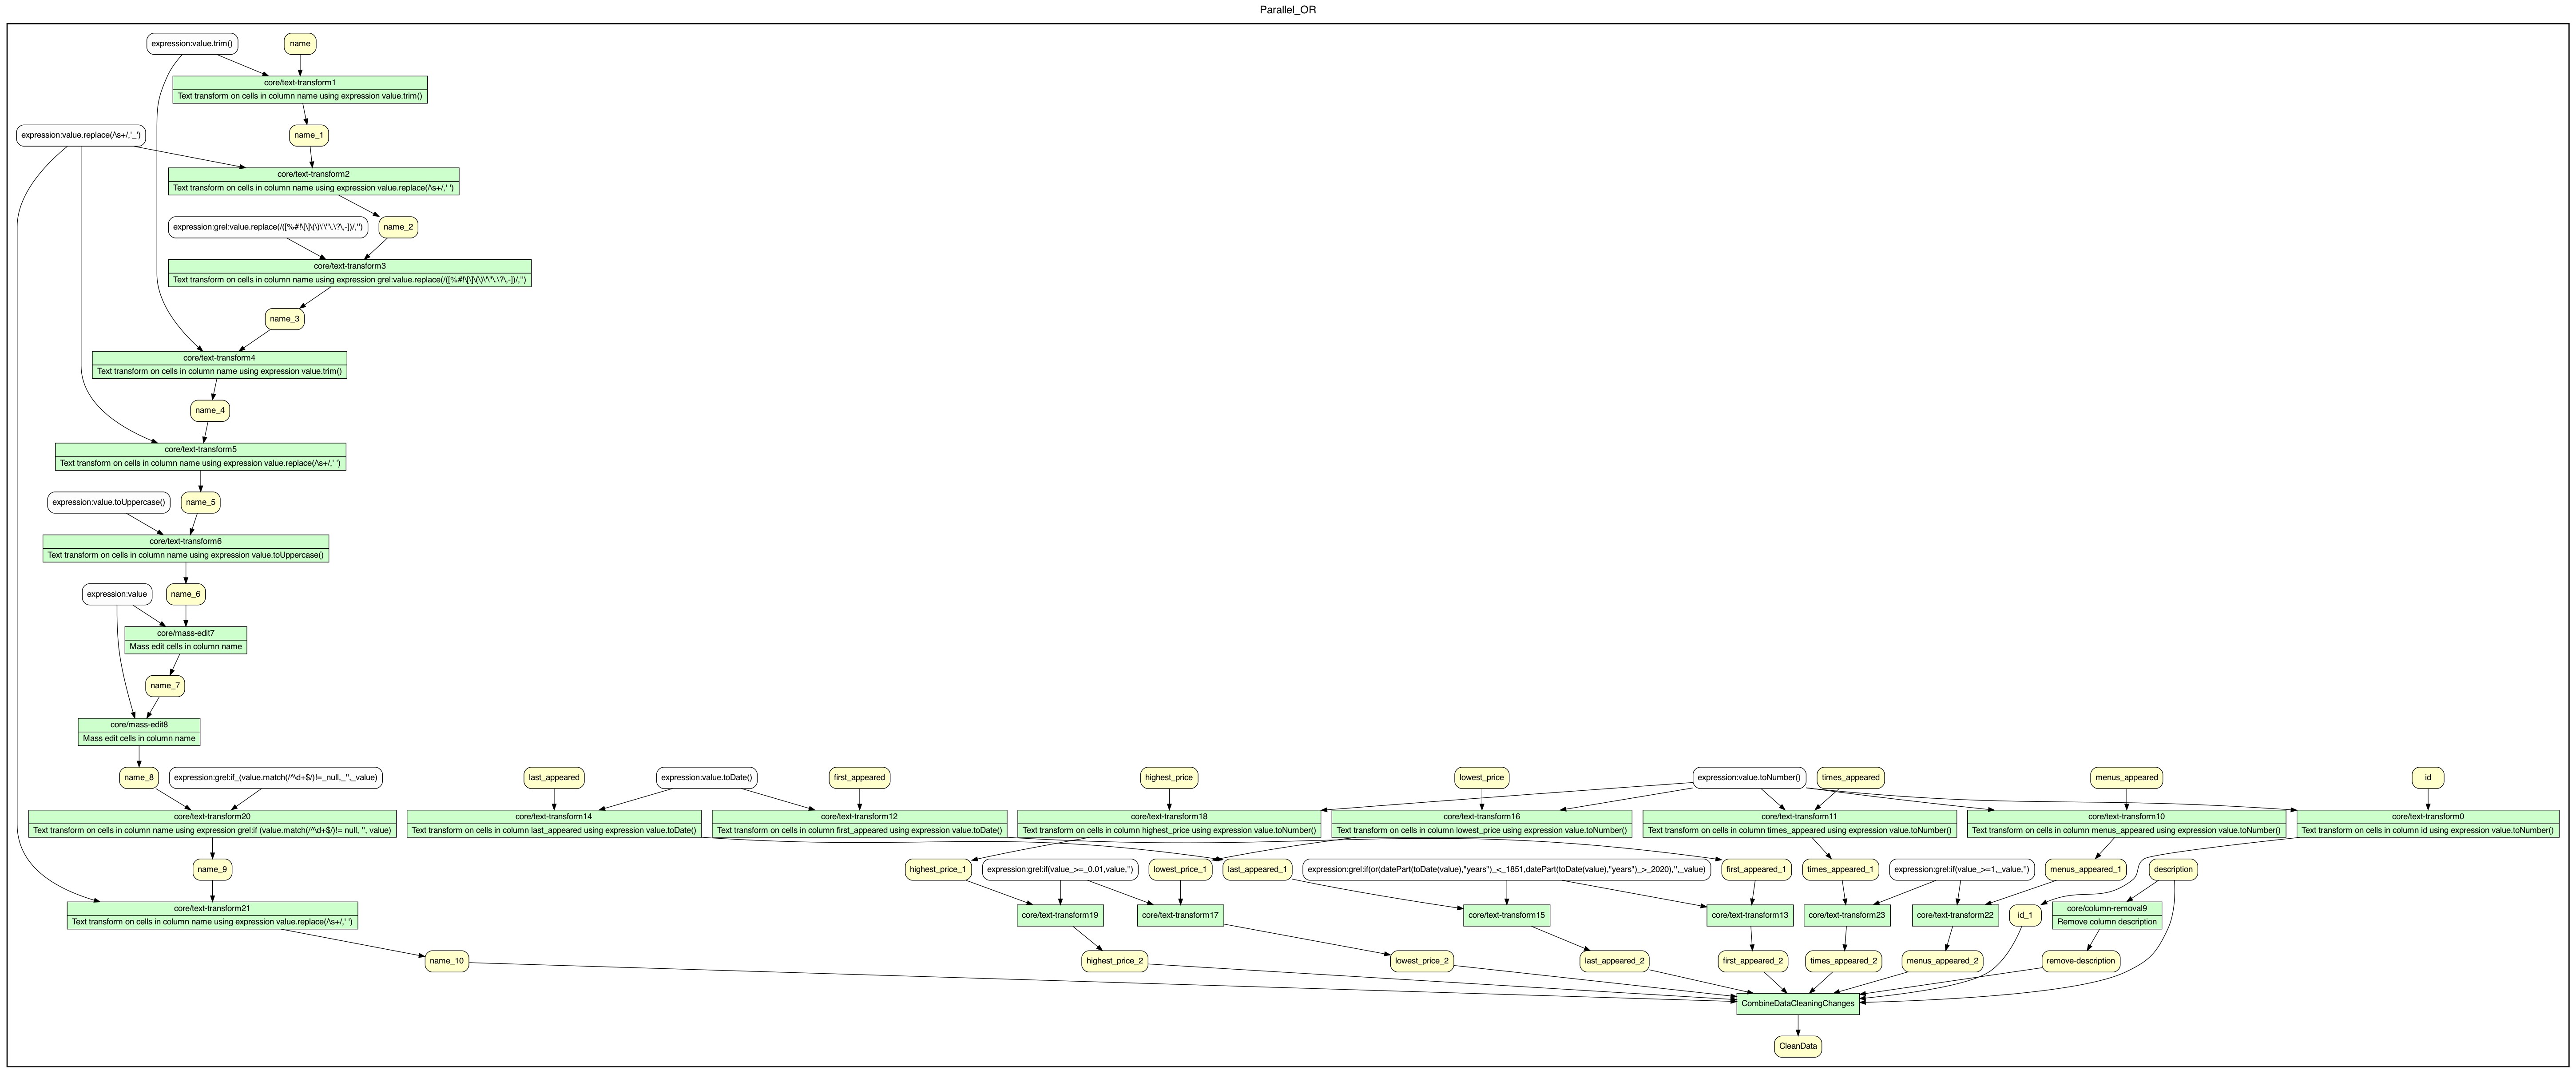 Parallel_OR
expression:value.trim()
name
core/text-transform1
Text transform on cells in column name using expression value.trim()
expression:value.replace(/\s+/,'_')
name_1
core/text-transform2
Text transform on cells in column name using expression value.replace(/\s+/,' ')
expression:grel:value.replace(/([%#!\[\]\(\)\*\"\.\?\,-])/,'')
name_2
core/text-transform3
Text transform on cells in column name using expression grel:value.replace(/([%#!\[\]\(\)\*\"\.\?\,-])/,'')
name_3
core/text-transform4
Text transform on cells in column name using expression value.trim()
name_4
core/text-transform5
Text transform on cells in column name using expression value.replace(/\s+/,' ')
expression:value.toUppercase()
name_5
core/text-transform6
Text transform on cells in column name using expression value.toUppercase()
expression:value
name_6
core/mass-edit7
Mass edit cells in column name
name_7
core/mass-edit8
Mass edit cells in column name
name_8
expression:grel:if_(value.match(/^\d+$/)!=_null,_'',_value)
last_appeared
expression:value.toDate()
first_appeared
highest_price
lowest_price
expression:value.toNumber()
times_appeared
menus_appeared
id
core/text-transform20
Text transform on cells in column name using expression grel:if (value.match(/^\d+$/)!= null, '', value)
core/text-transform14
Text transform on cells in column last_appeared using expression value.toDate()
core/text-transform12
Text transform on cells in column first_appeared using expression value.toDate()
core/text-transform18
Text transform on cells in column highest_price using expression value.toNumber()
core/text-transform16
Text transform on cells in column lowest_price using expression value.toNumber()
core/text-transform11
Text transform on cells in column times_appeared using expression value.toNumber()
core/text-transform10
Text transform on cells in column menus_appeared using expression value.toNumber()
core/text-transform0
Text transform on cells in column id using expression value.toNumber()
name_9
highest_price_1
expression:grel:if(value_>=_0.01,value,'')
lowest_price_1
last_appeared_1
expression:grel:if(or(datePart(toDate(value),"years")_<_1851,datePart(toDate(value),"years")_>_2020),'',_value)
first_appeared_1
times_appeared_1
expression:grel:if(value_>=1,_value,'')
menus_appeared_1
description
core/text-transform21
Text transform on cells in column name using expression value.replace(/\s+/,' ')
core/text-transform19
core/text-transform17
core/text-transform15
core/text-transform13
core/text-transform23
core/text-transform22
id_1
core/column-removal9
Remove column description
name_10
highest_price_2
lowest_price_2
last_appeared_2
first_appeared_2
times_appeared_2
menus_appeared_2
remove-description
CombineDataCleaningChanges
CleanData